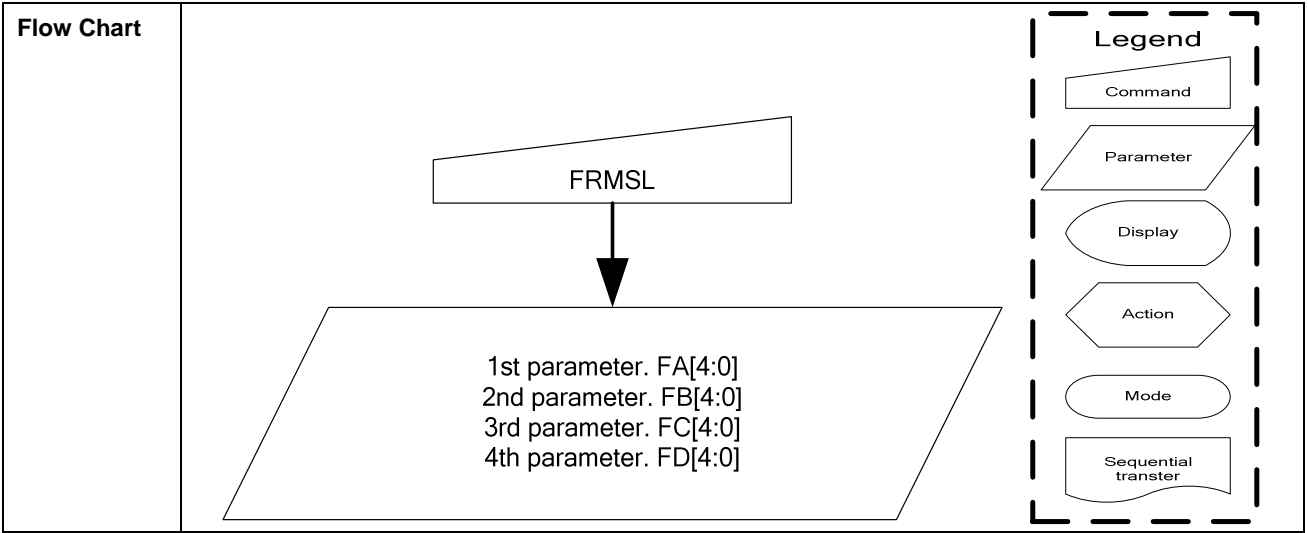 Flow Chart
FRMSL
1st parameter. FA[4:0]
2nd parameter. FB[4:0]
3rd parameter. FC[4:0]
4th parameter. FD[4:0]
Legend
Command
Parameter
Display
Action
Mode
Sequential
transter